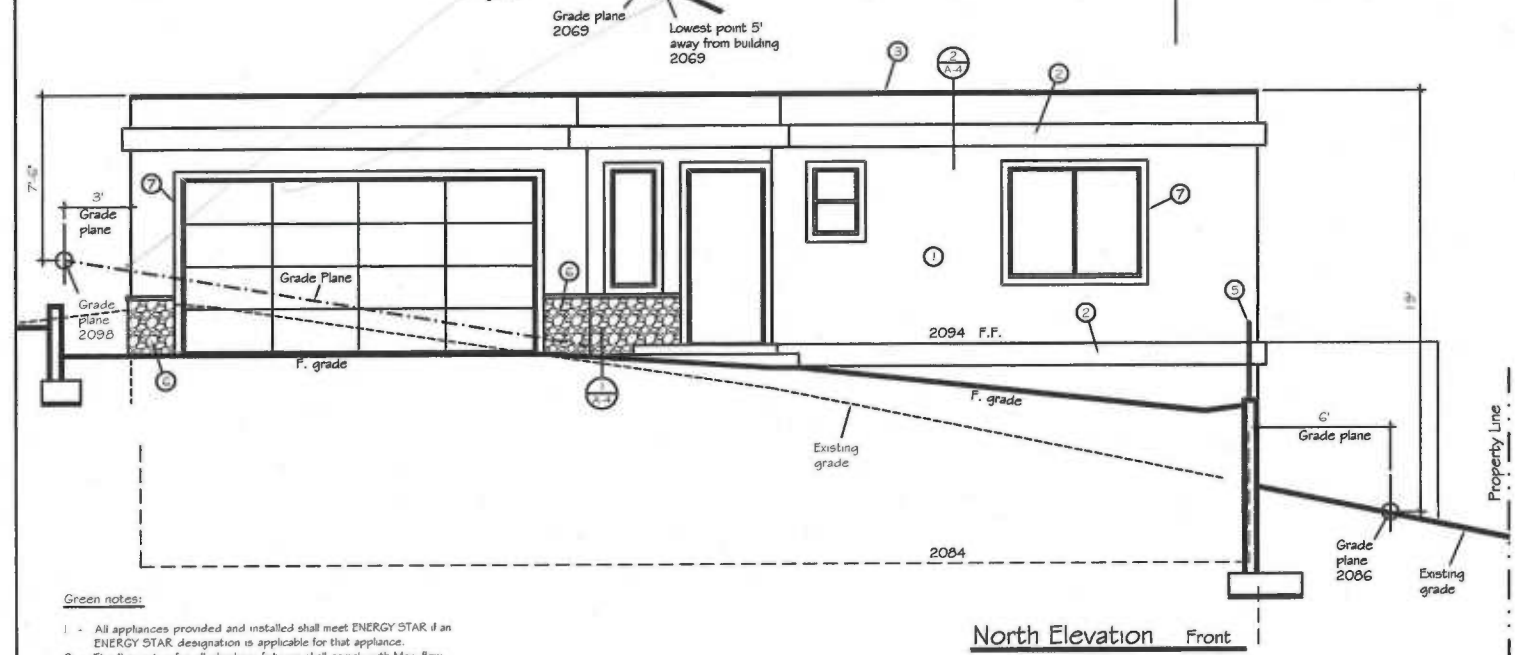 Grade plane
2069
Lowest point 5'
away from building
2069
3
2
A-4
2
7'-6"
3'
Grade
plane
7
7
Grade Plane
1
6
Grade
plane
2098
5
2
2094 F.F.
19'
F. grade
6
1
A-4
F. grade
6'
Grade plane
Existing
grade
Property Line
2084
Grade
plane
2086
Existing
grade
Green notes:
1 - All appliances provided and installed shall meet ENERGY STAR if an
ENERGY STAR designation is applicable for that appliance.
North Elevation Front